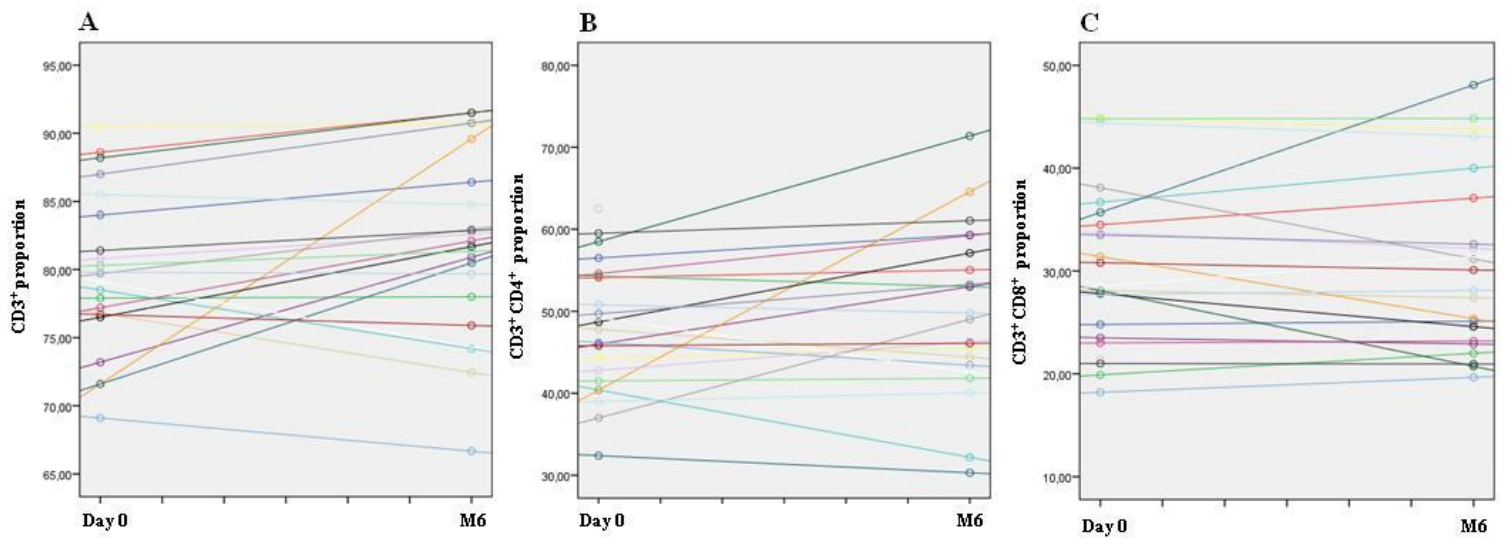 A
CD3+ proportion
95,00
90,00
85,00
80,00
75,00
70,00
65,00
Day 0 M6
B
CD3+ CD4+ proportion
80,00
70,00
60,00
50,00
40,00
30,00
Day 0 M6
C
CD3+ CD8+ proportion
50,00
40,00
30,00
20,00
10,00
Day 0 M6